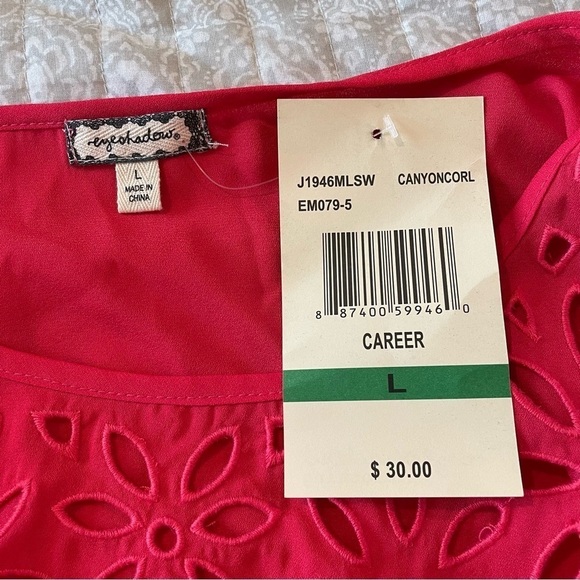 eyeshadow®
L
MADE IN
CHINA
J1946MLSW CANYONCORL
EM079-5
8 87400 59946 0
CAREER
L
$ 30.00